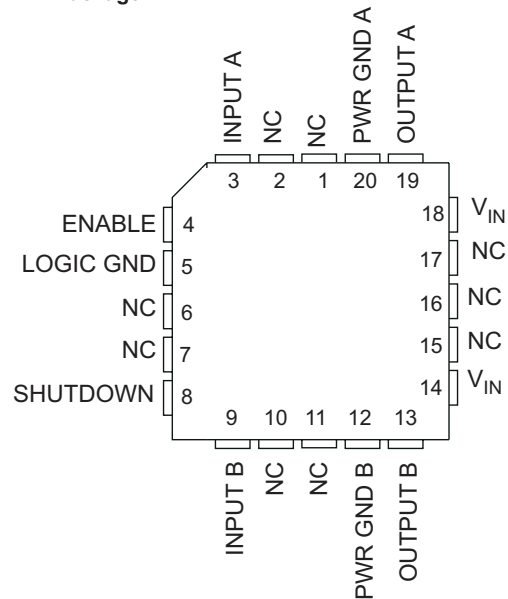 INPUT A
NC
NC
PWR GND A
OUTPUT A
3
2
1
20
19
ENABLE
4
LOGIC GND
5
NC
6
NC
7
SHUTDOWN
8
18
VIN
17
NC
16
NC
15
NC
14
VIN
9
10
11
12
13
INPUT B
NC
NC
PWR GND B
OUTPUT B